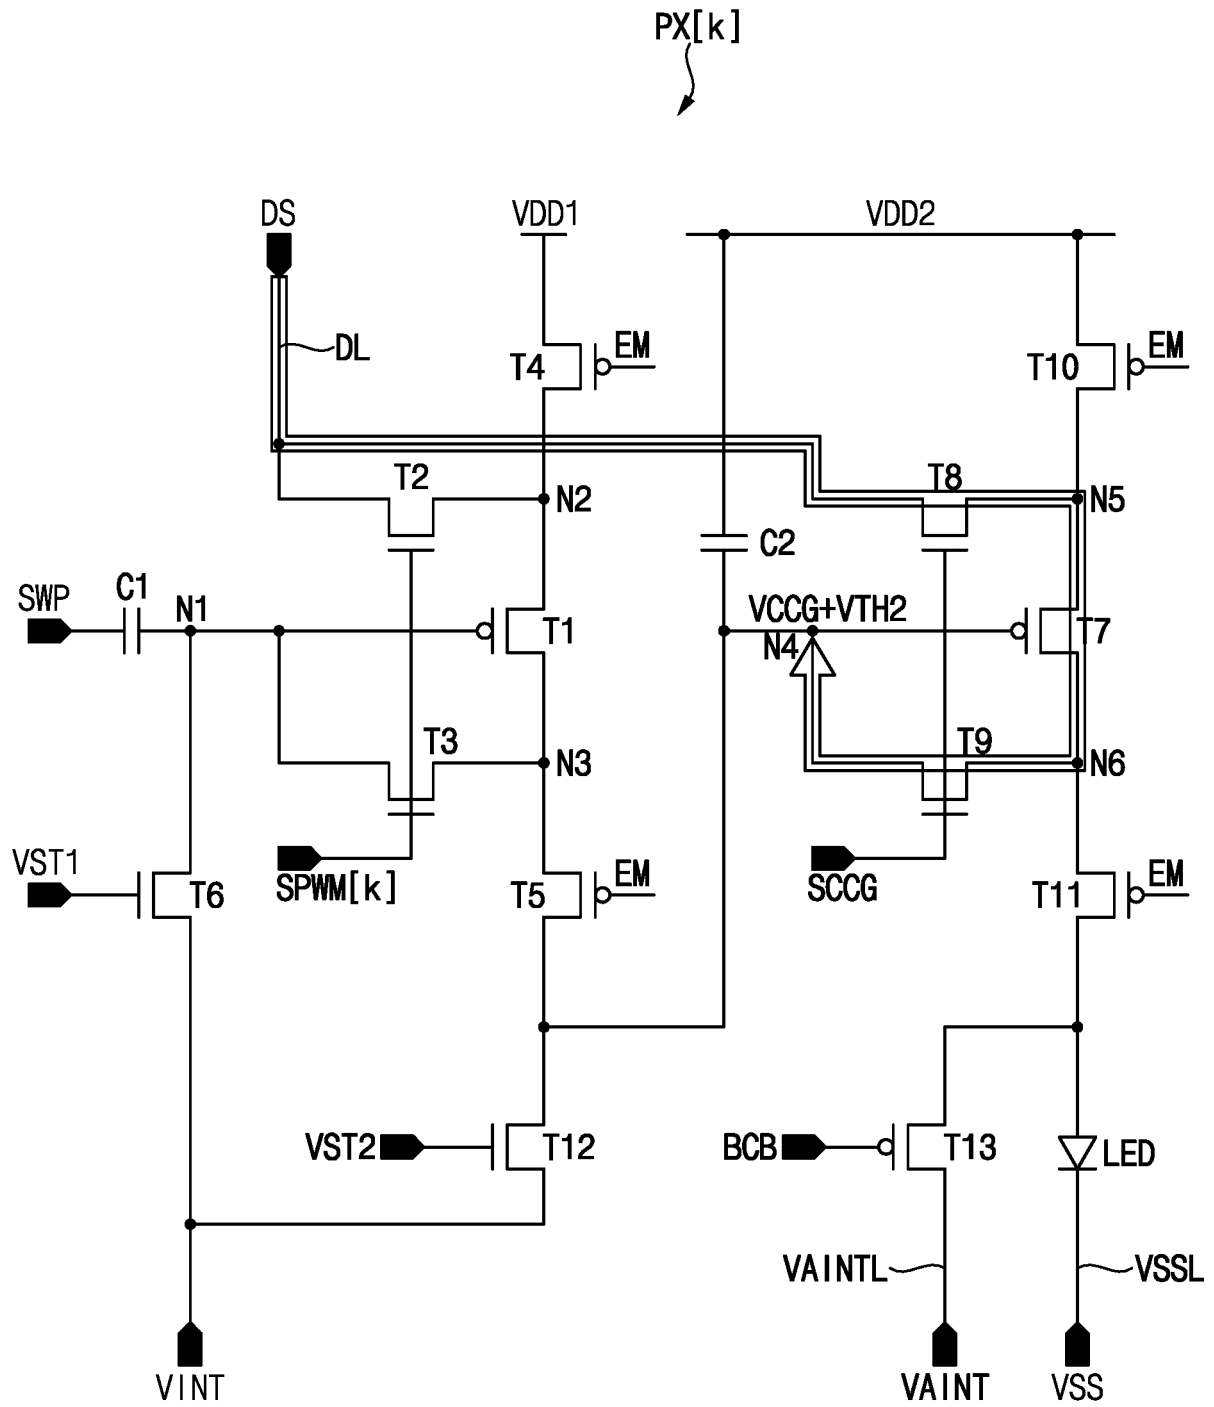 PX[k]
DS
VDD1
VDD2
DL
T4
EM
T10
EM
T2
N2
T8
N5
C2
SWP
C1
N1
T1
VCCG+VTH2
N4
T7
T3
N3
T9
N6
VST1
T6
SPWM[k]
T5
EM
SCCG
T11
EM
VST2
T12
BCB
T13
LED
VAINTL
VSSL
VINT
VAINT
VSS